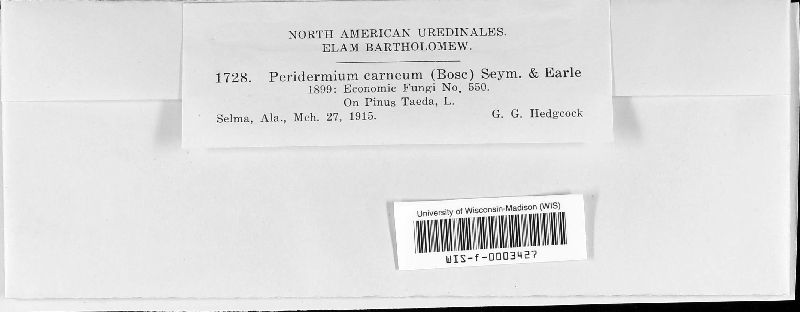 NORTH AMERICAN UREDINALES.
ELAM BARTHOLOMEW.
1728. Peridermium carneum (Bosc) Seym. & Earle
1899: Economic Fungi No. 550.
On Pinus Taeda, L.
Selma, Ala., Mch. 27, 1915. G. G. Hedgcock
University of Wisconsin-Madison (WIS)
WIS-f-0003427